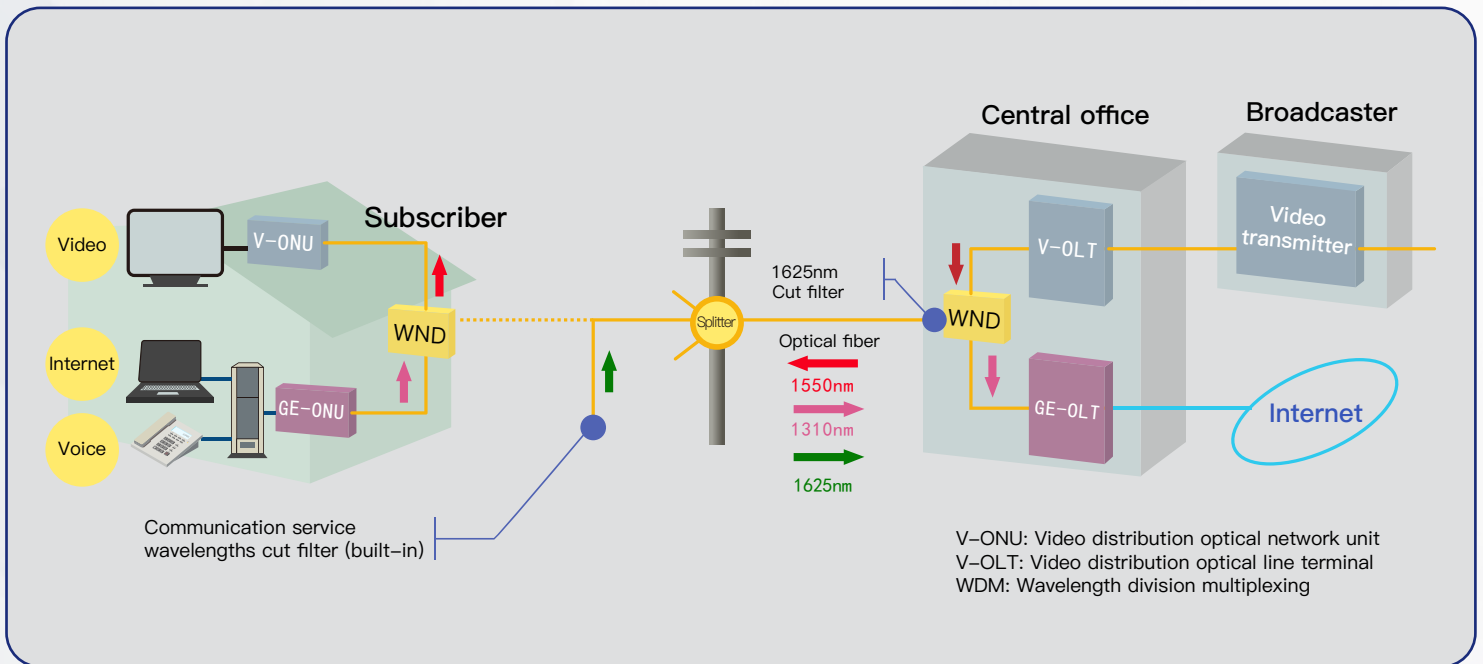 Central office
Broadcaster
Subscriber
Video
V-ONU
V-OLT
Video
transmitter
1625nm
Cut filter
WND
Splitter
WND
Optical fiber
1550nm
1310nm
1625nm
Internet
GE-ONU
GE-OLT
Internet
Voice
Communication service
wavelengths cut filter (built-in)
V-ONU: Video distribution optical network unit
V-OLT: Video distribution optical line terminal
WDM: Wavelength division multiplexing